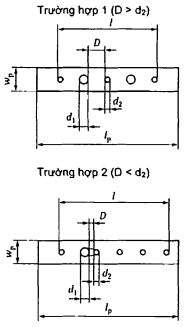 Trường hợp 1 (D > d₂)
l
D
wₚ
d₁
d₂
lₚ
Trường hợp 2 (D < d₂)
l
D
wₚ
d₂
d₁
lₚ